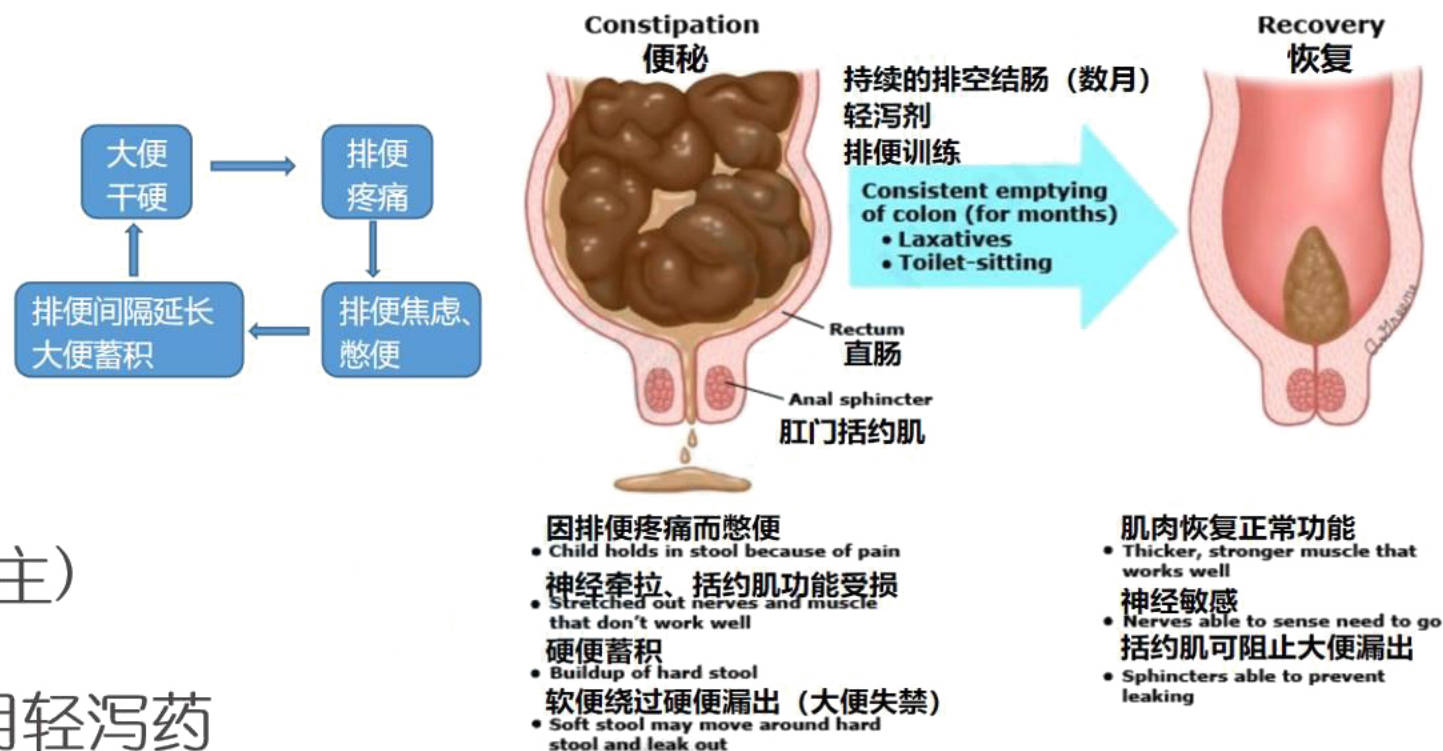 大便
干硬
排便
疼痛
排便焦虑、
憋便
排便间隔延长
大便蓄积
主）
用轻泻药
Constipation
便秘
持续的排空结肠（数月）
轻泻剂
排便训练
Consistent emptying
of colon (for months)
• Laxatives
• Toilet-sitting
Rectum
直肠
Anal sphincter
肛门括约肌
Recovery
恢复
因排便疼痛而憋便
• Child holds in stool because of pain
神经牵拉、括约肌功能受损
• Stretched out nerves and muscle
that don't work well
硬便蓄积
• Buildup of hard stool
软便绕过硬便漏出（大便失禁）
• Soft stool may move around hard
stool and leak out
肌肉恢复正常功能
• Thicker, stronger muscle that
works well
神经敏感
• Nerves able to sense need to go
括约肌可阻止大便漏出
• Sphincters able to prevent
leaking